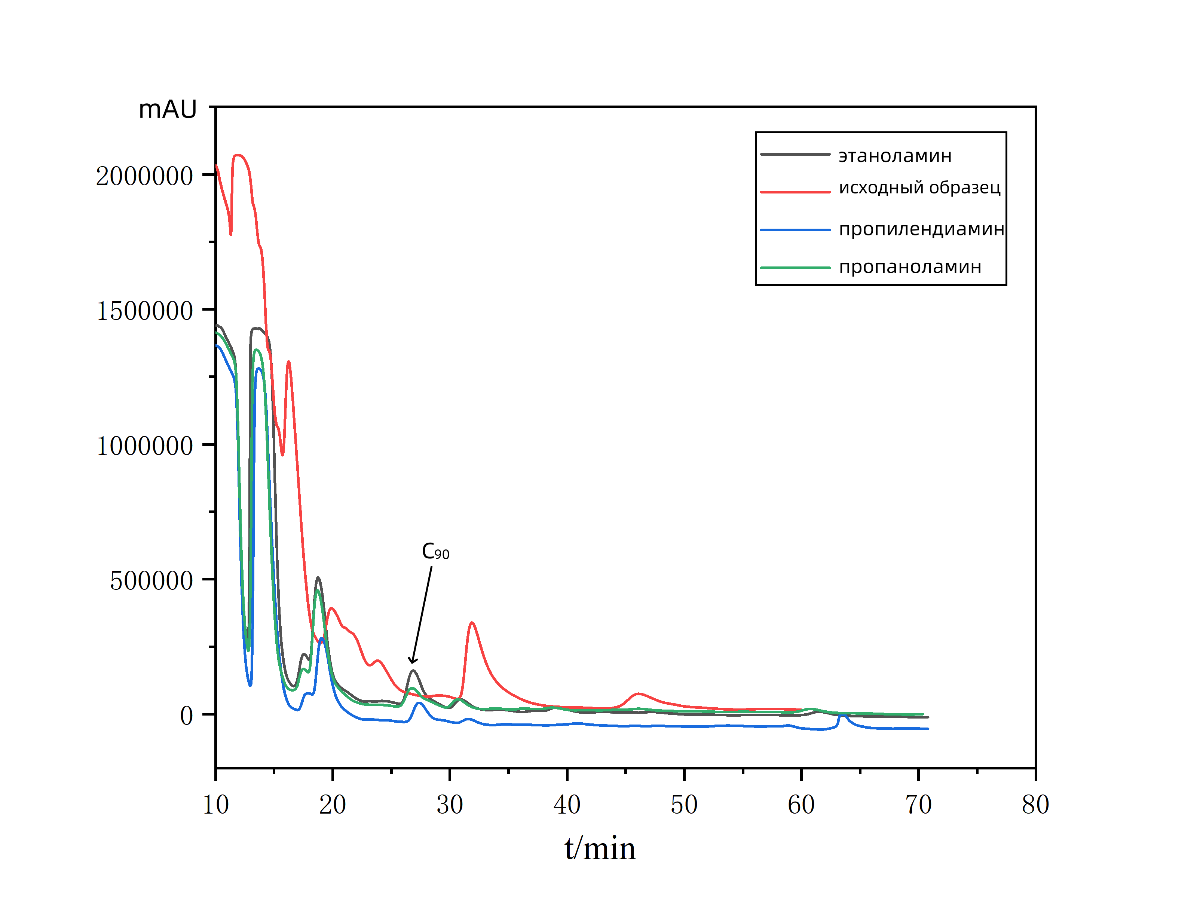 mAU
этаноламин
исходный образец
пропилендиамин
пропаноламин
2000000
1500000
1000000
500000
0
C₉₀
10 20 30 40 50 60 70 80
t/min